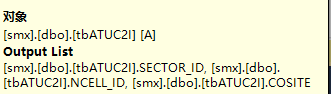 对象
[smx].[dbo].[tbATUC2I] [A]
Output List
[smx].[dbo].[tbATUC2I].SECTOR_ID, [smx].[dbo].
[tbATUC2I].NCELL_ID, [smx].[dbo].[tbATUC2I].COSITE